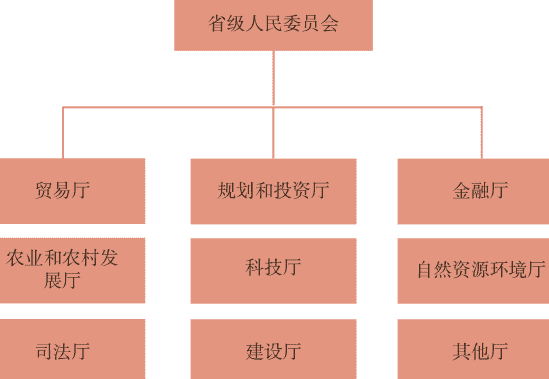 省级人民委员会
贸易厅
规划和投资厅
金融厅
农业和农村发
展厅
科技厅
自然资源环境厅
司法厅
建设厅
其他厅